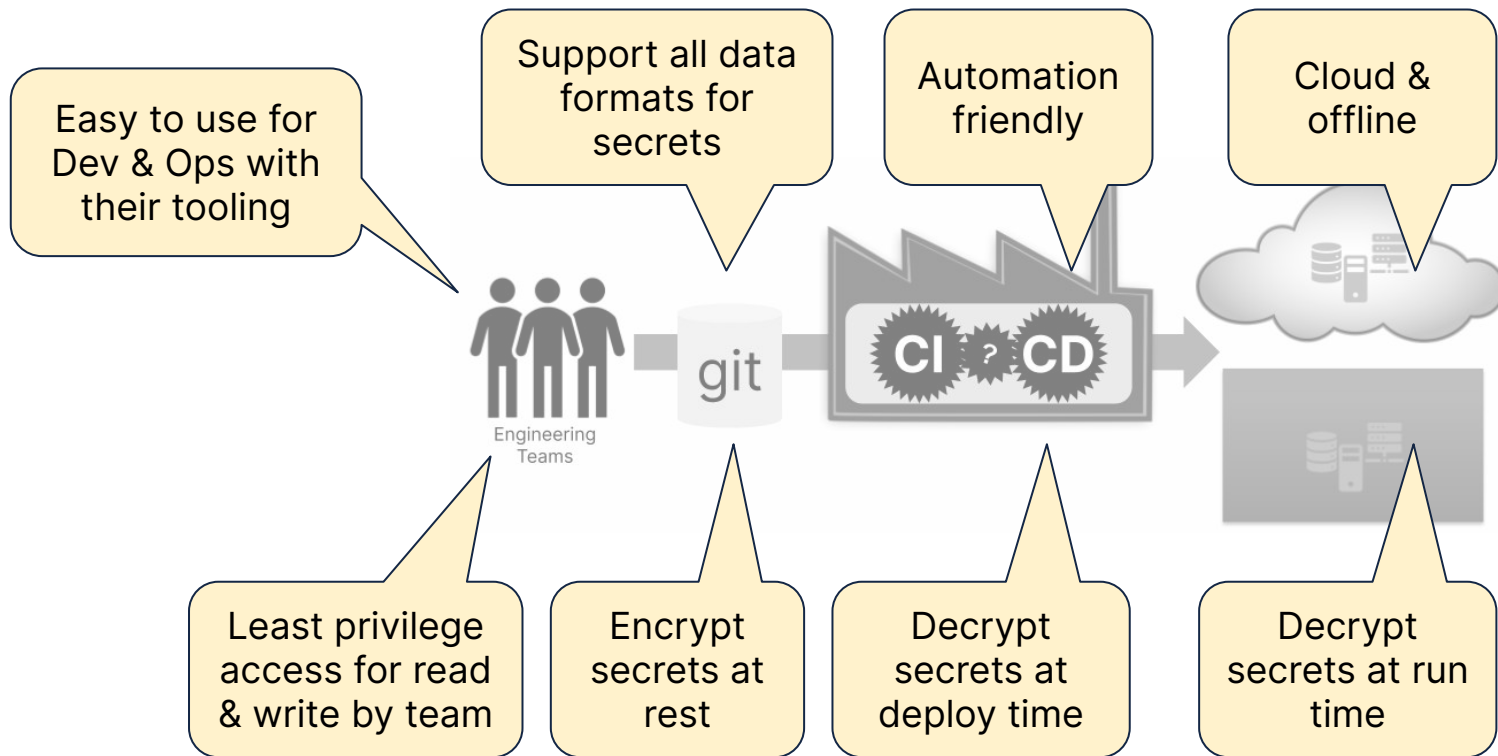 Easy to use for
Dev & Ops with
their tooling
Support all data
formats for
secrets
Automation
friendly
Cloud &
offline
Engineering
Teams
git
CI ? CD
Least privilege
access for read
& write by team
Encrypt
secrets at
rest
Decrypt
secrets at
deploy time
Decrypt
secrets at run
time